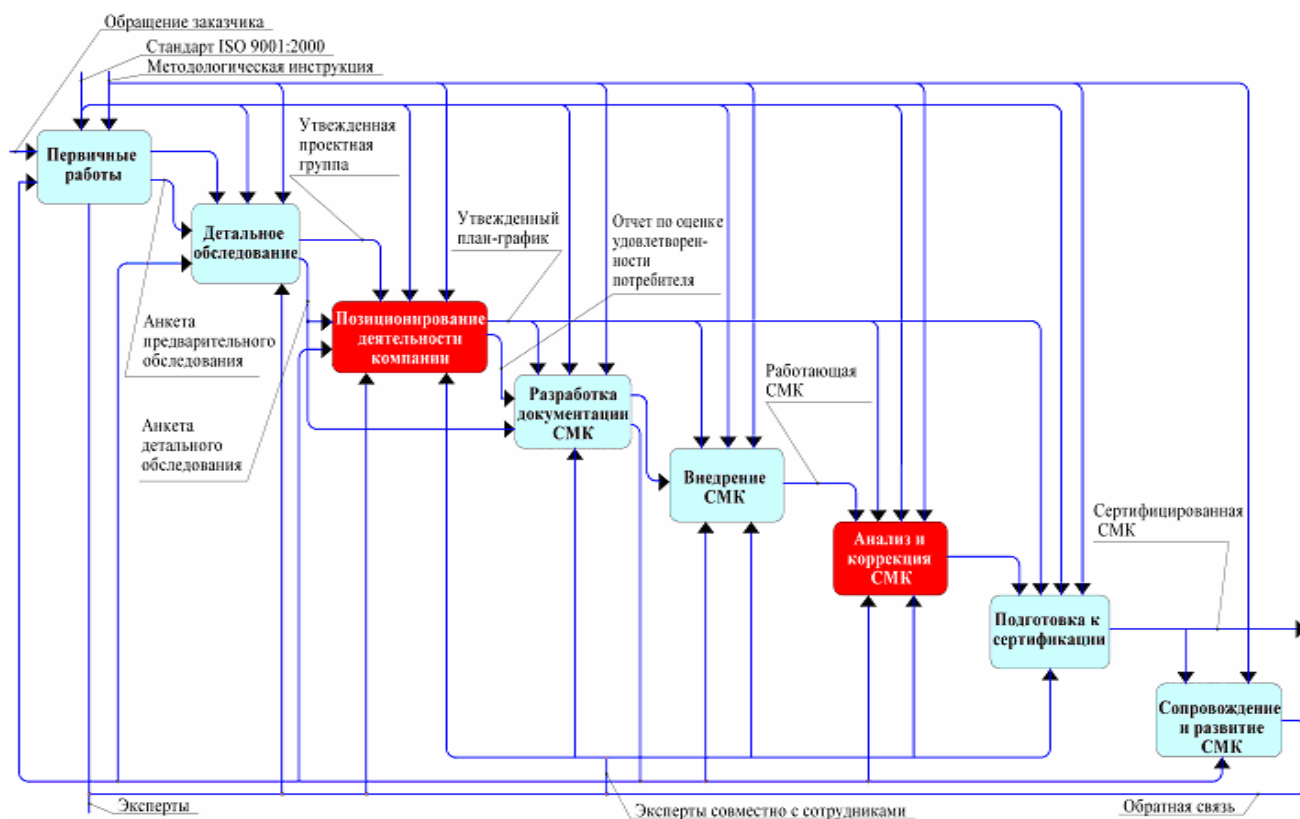 Обращение заказчика
Стандарт ISO 9001:2000
Методологическая инструкция
Первичные
работы
Утвежденная
проектная
группа
Детальное
обследование
Утвежденный
план-график
Отчет по оценке
удовлетворен-
ности
потребителя
Анкета
предварительного
обследования
Позиционирование
деятельности
компании
Работающая
СМК
Разработка
документации
СМК
Анкета
детального
обследования
Внедрение
СМК
Сертифицированная
СМК
Анализ и
коррекция
СМК
Подготовка к
сертификации
Сопровождение
и развитие
СМК
Эксперты
Эксперты совместно с сотрудниками
Обратная связь